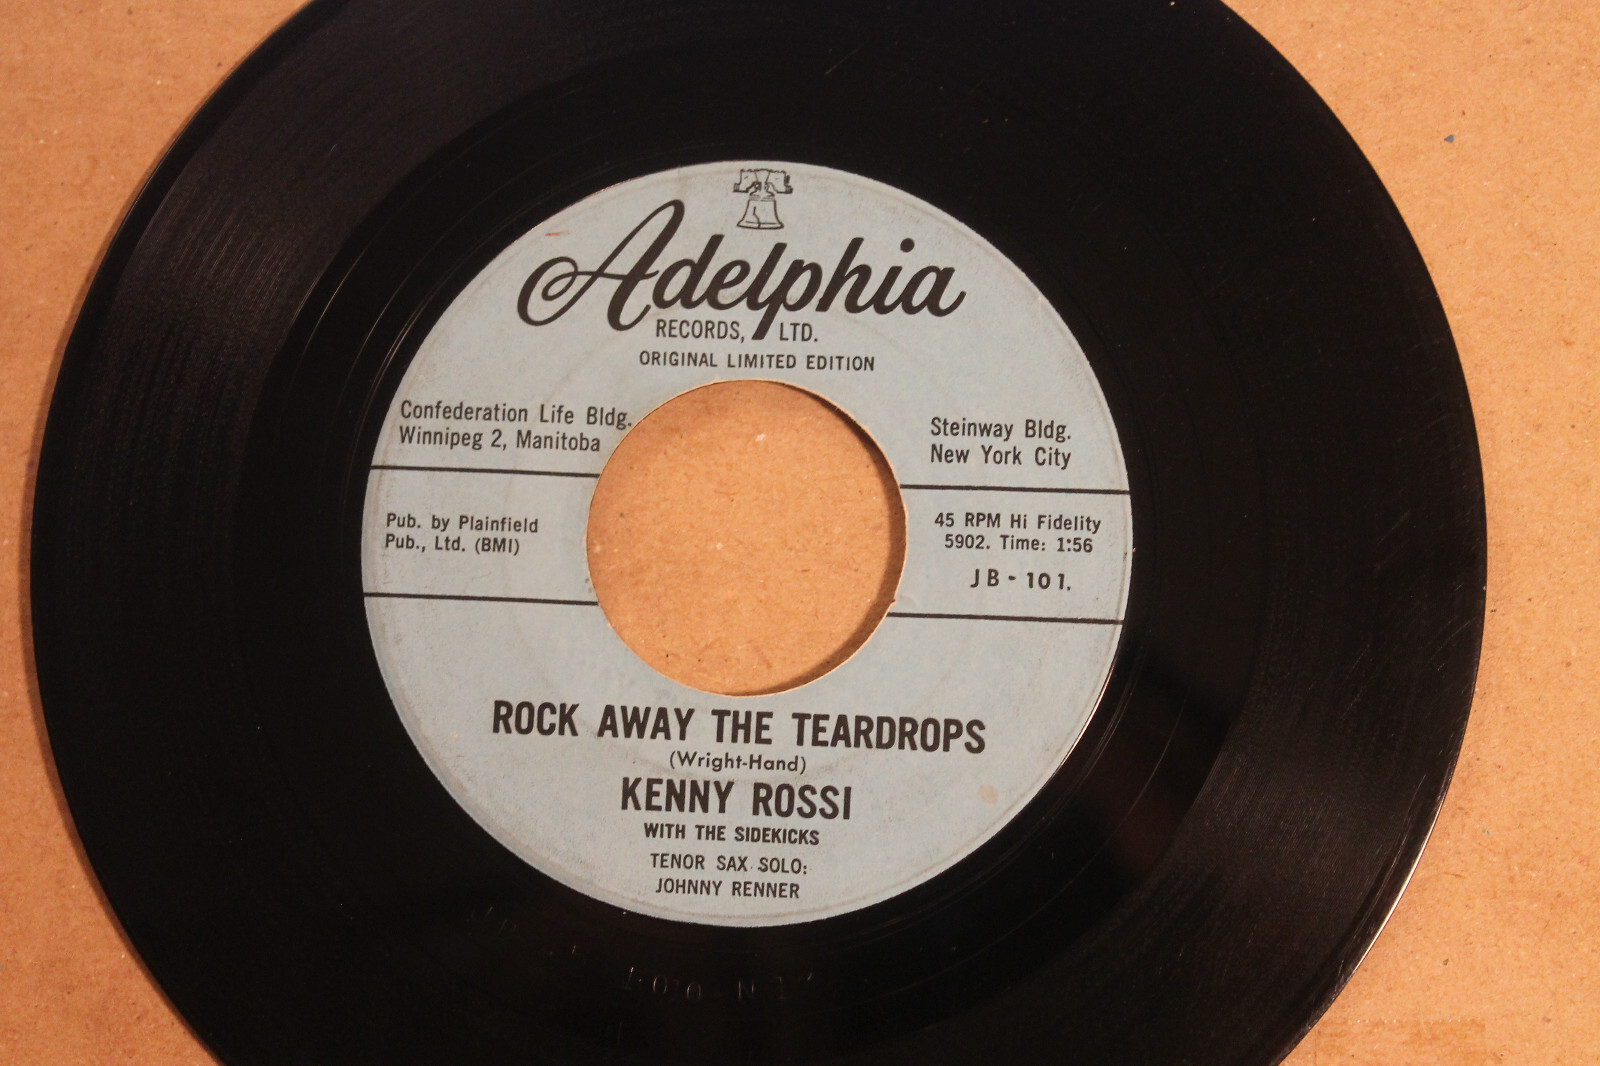 Adelphia
RECORDS, LTD.
ORIGINAL LIMITED EDITION
Confederation Life Bldg.
Winnipeg 2, Manitoba
Steinway Bldg.
New York City
Pub. by Plainfield
Pub., Ltd. (BMI)
45 RPM Hi Fidelity
5902. Time: 1:56
JB-101.
ROCK AWAY THE TEARDROPS
(Wright-Hand)
KENNY ROSSI
WITH THE SIDEKICKS
TENOR SAX SOLO:
JOHNNY RENNER